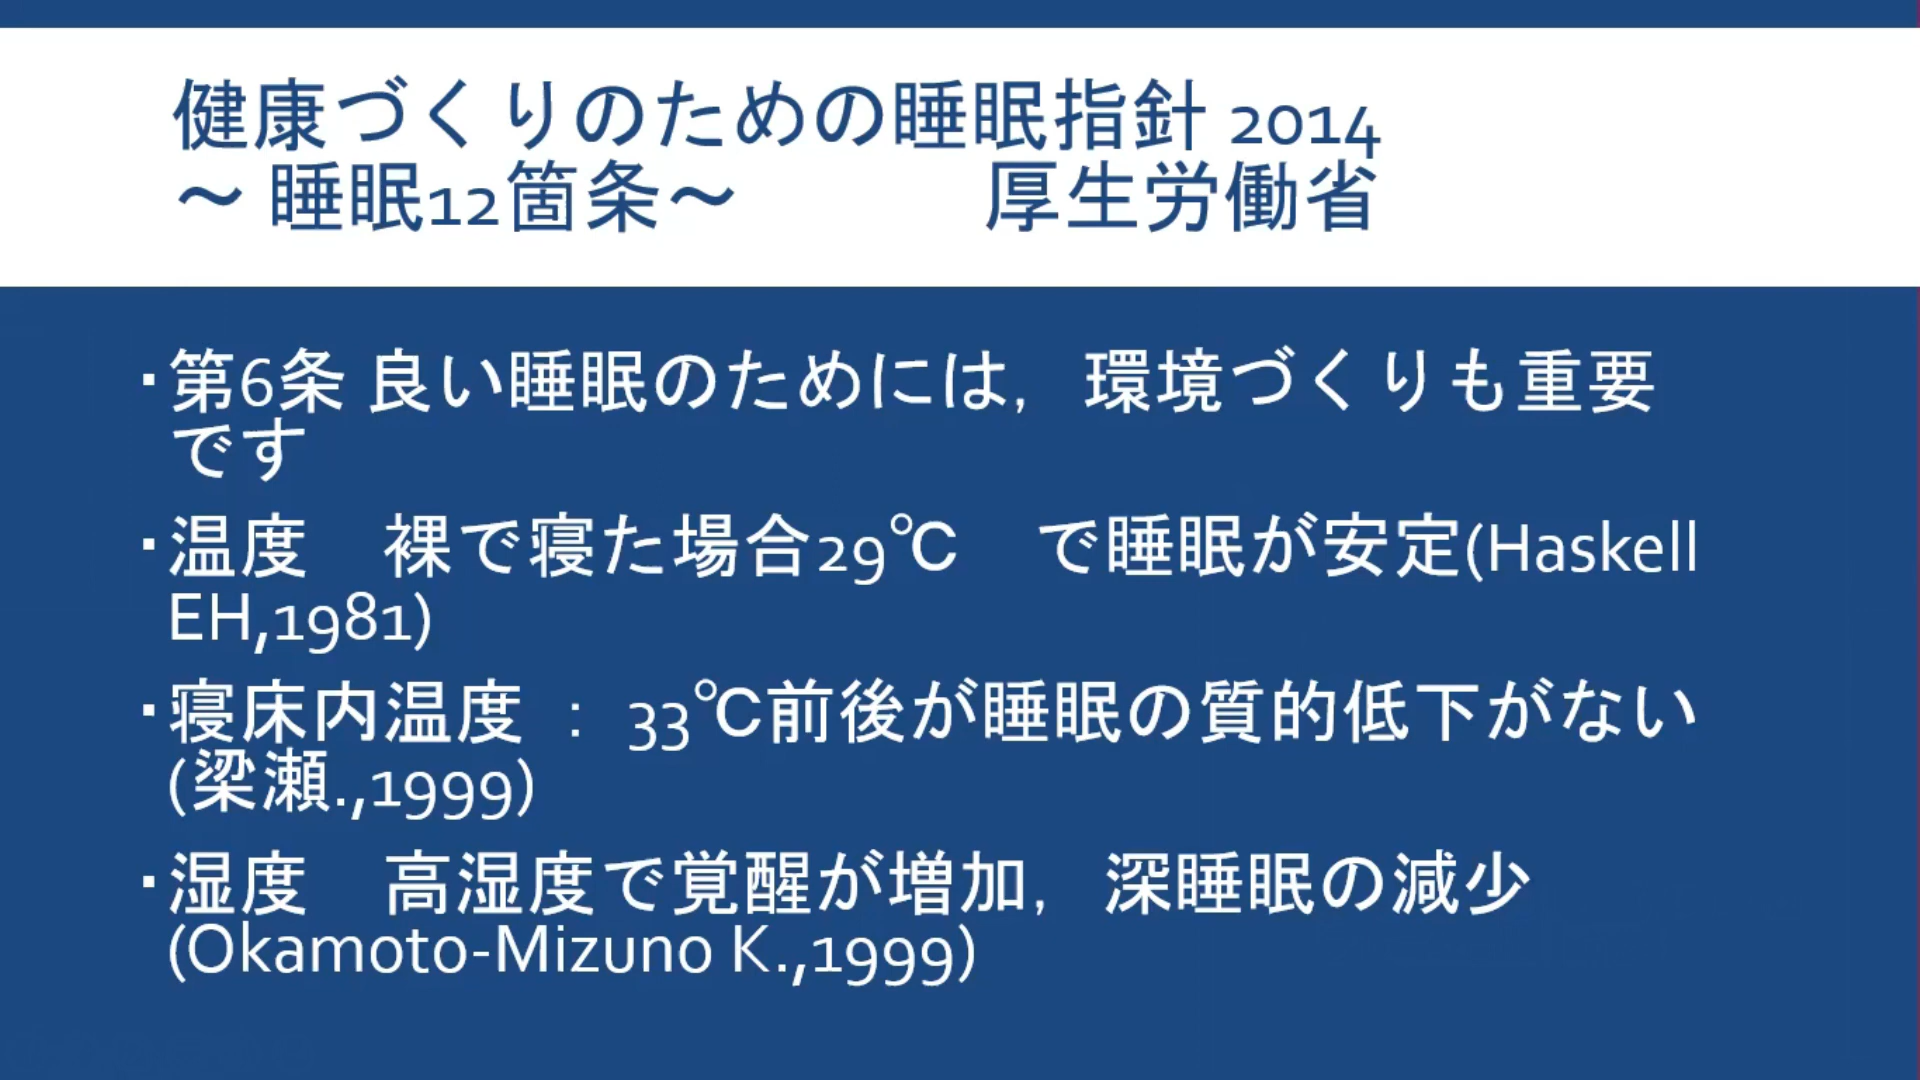 健康づくりのための睡眠指針 2014
～ 睡眠12箇条～　　　厚生労働省
▪第6条 良い睡眠のためには， 環境づくりも重要
です
▪温度　裸で寝た場合29℃　で睡眠が安定(Haskell
EH,1981)
▪寝床内温度 ： 33℃前後が睡眠の質的低下がない
(梁瀬.,1999)
▪湿度　高湿度で覚醒が増加， 深睡眠の減少
(Okamoto-Mizuno K.,1999)